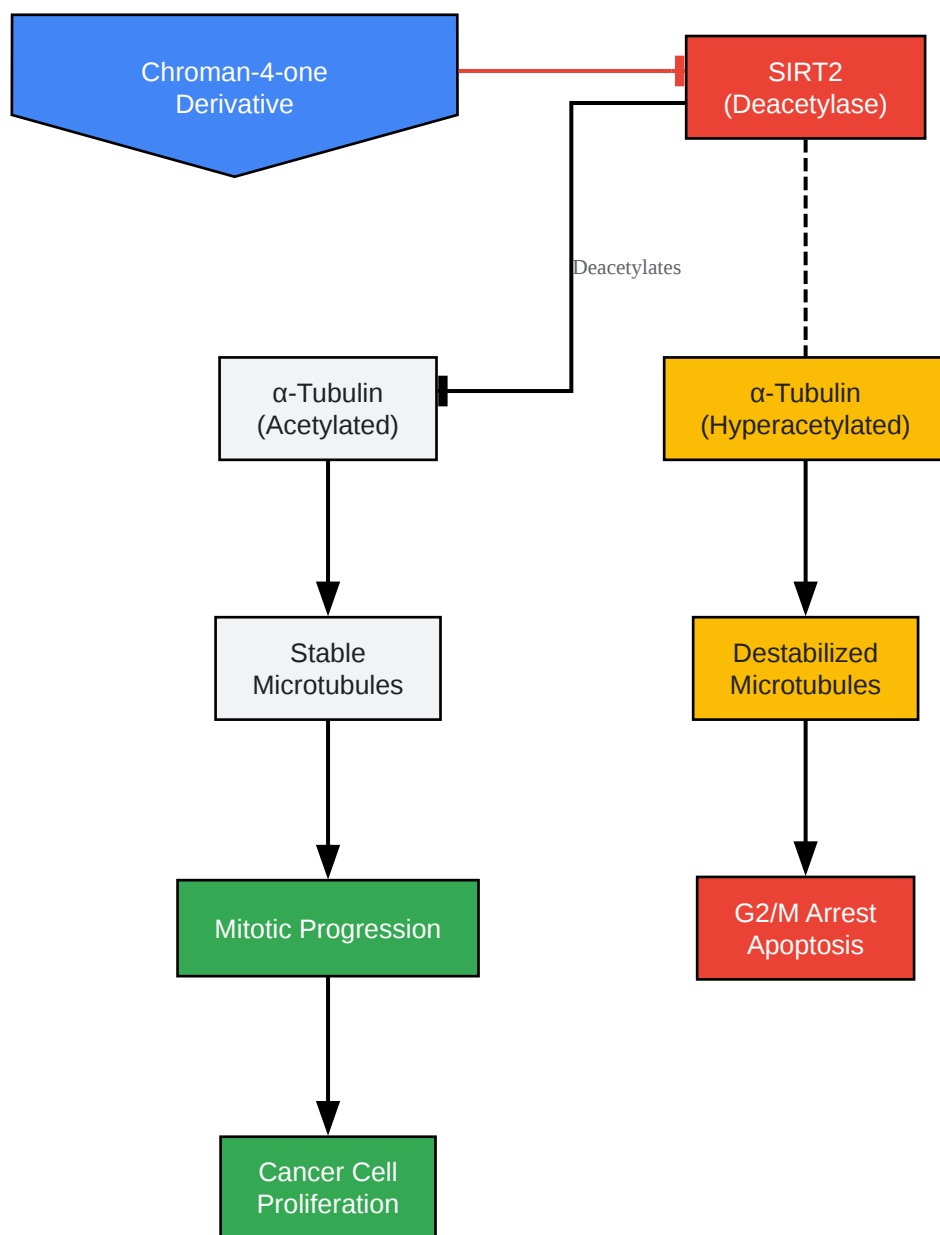 Chroman-4-one
Derivative
SIRT2
(Deacetylase)
Deacetylates
α-Tubulin
(Acetylated)
α-Tubulin
(Hyperacetylated)
Stable
Microtubules
Destabilized
Microtubules
Mitotic Progression
G2/M Arrest
Apoptosis
Cancer Cell
Proliferation